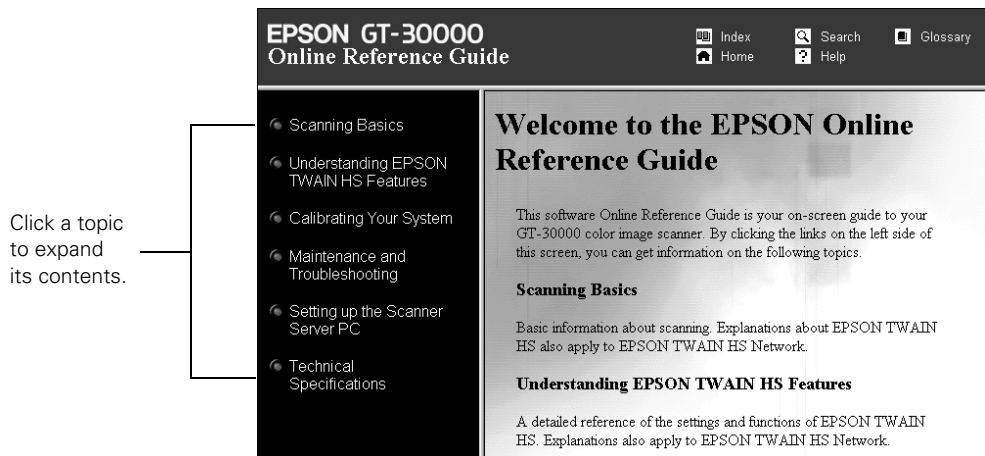 EPSON GT-30000
Online Reference Guide
Index
Search
Glossary
Home
Help
Click a topic
to expand
its contents.
Scanning Basics
Understanding EPSON
TWAIN HS Features
Calibrating Your System
Maintenance and
Troubleshooting
Setting up the Scanner
Server PC
Technical
Specifications
Welcome to the EPSON Online
Reference Guide
This software Online Reference Guide is your on-screen guide to your
GT-30000 color image scanner. By clicking the links on the left side of
this screen, you can get information on the following topics.
Scanning Basics
Basic information about scanning. Explanations about EPSON TWAIN
HS also apply to EPSON TWAIN HS Network.
Understanding EPSON TWAIN HS Features
A detailed reference of the settings and functions of EPSON TWAIN
HS. Explanations also apply to EPSON TWAIN HS Network.